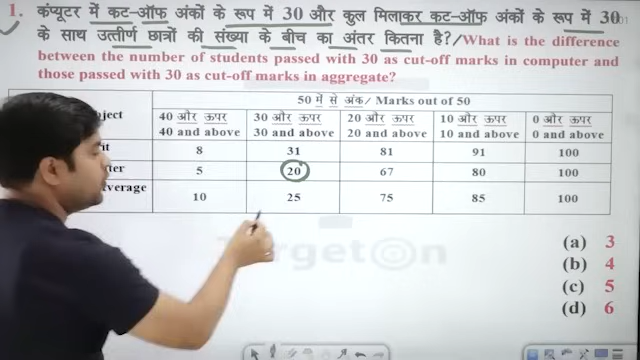 1. कंप्यूटर में कट-ऑफ अंकों के रूप में 30 और कुल मिलाकर कट-ऑफ अंकों के रूप में 30
के साथ उत्तीर्ण छात्रों की संख्या के बीच का अंतर कितना है?/What is the difference
between the number of students passed with 30 as cut-off marks in computer and
those passed with 30 as cut-off marks in aggregate?
50 में से अंक/ Marks out of 50
40 और ऊपर 30 और ऊपर 20 और ऊपर 10 और ऊपर 0 और ऊपर
40 and above 30 and above 20 and above 10 and above 0 and above
8 31 81 91 100
5 20 67 80 100
verage
10 25 75 85 100
(a) 3
(b) 4
(c) 5
(d) 6